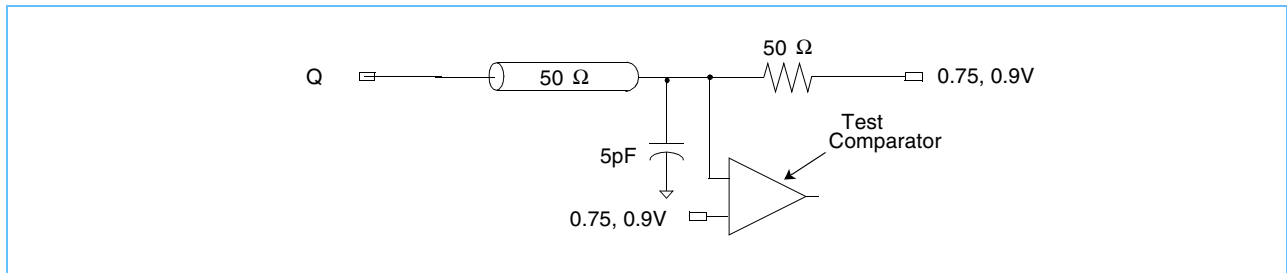 50 Ω
Q
50 Ω
0.75, 0.9V
Test
Comparator
5pF
0.75, 0.9V